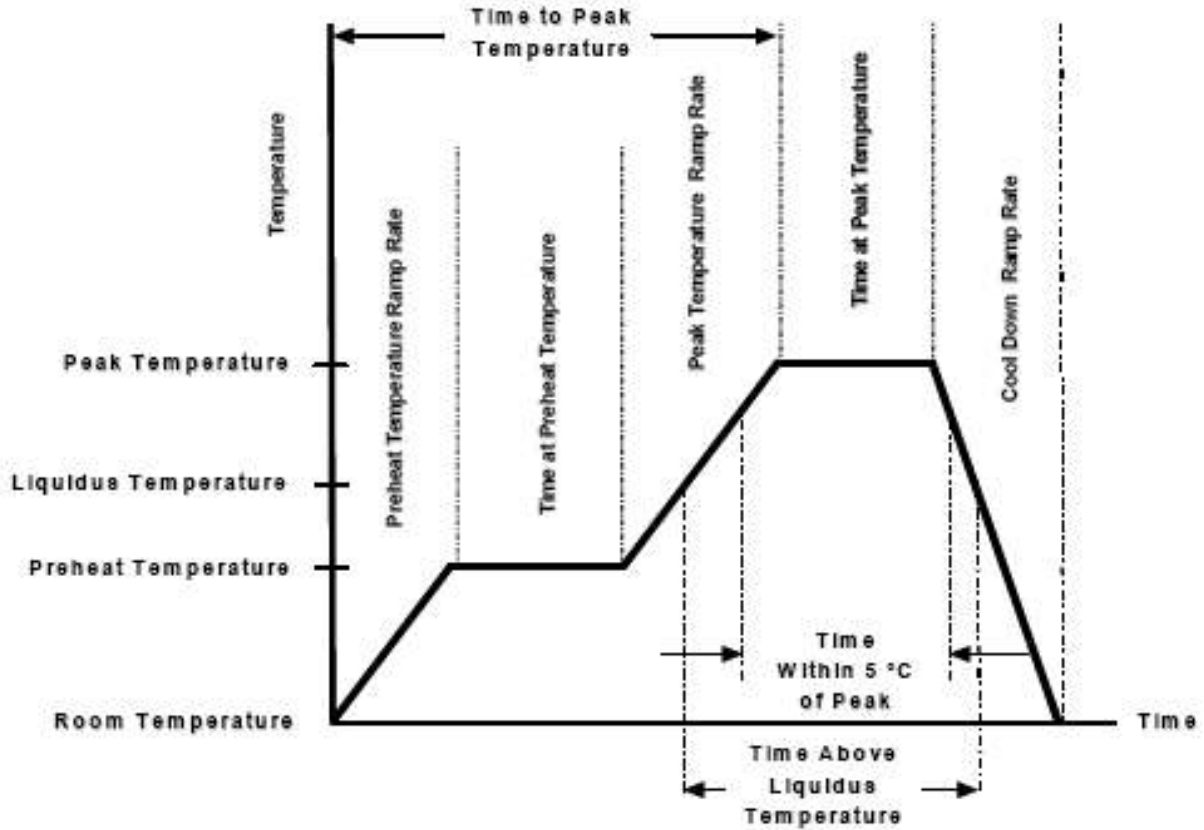 Time to Peak
Temperature
Temperature
Preheat Temperature Ramp Rate
Time at Preheat Temperature
Peak Temperature Ramp Rate
Time at Peak Temperature
Cool Down Ramp Rate
Peak Temperature
Liquidus Temperature
Preheat Temperature
Room Temperature
Time
Within 5 °C
of Peak
Time
Time Above
Liquidus
Temperature